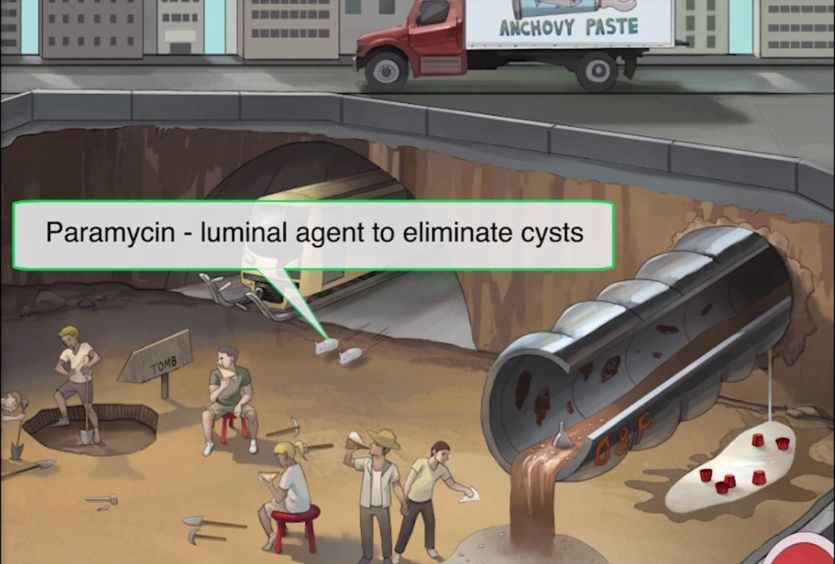 ANCHOVY PASTE
Paramycin - luminal agent to eliminate cysts
TOMB
O & P